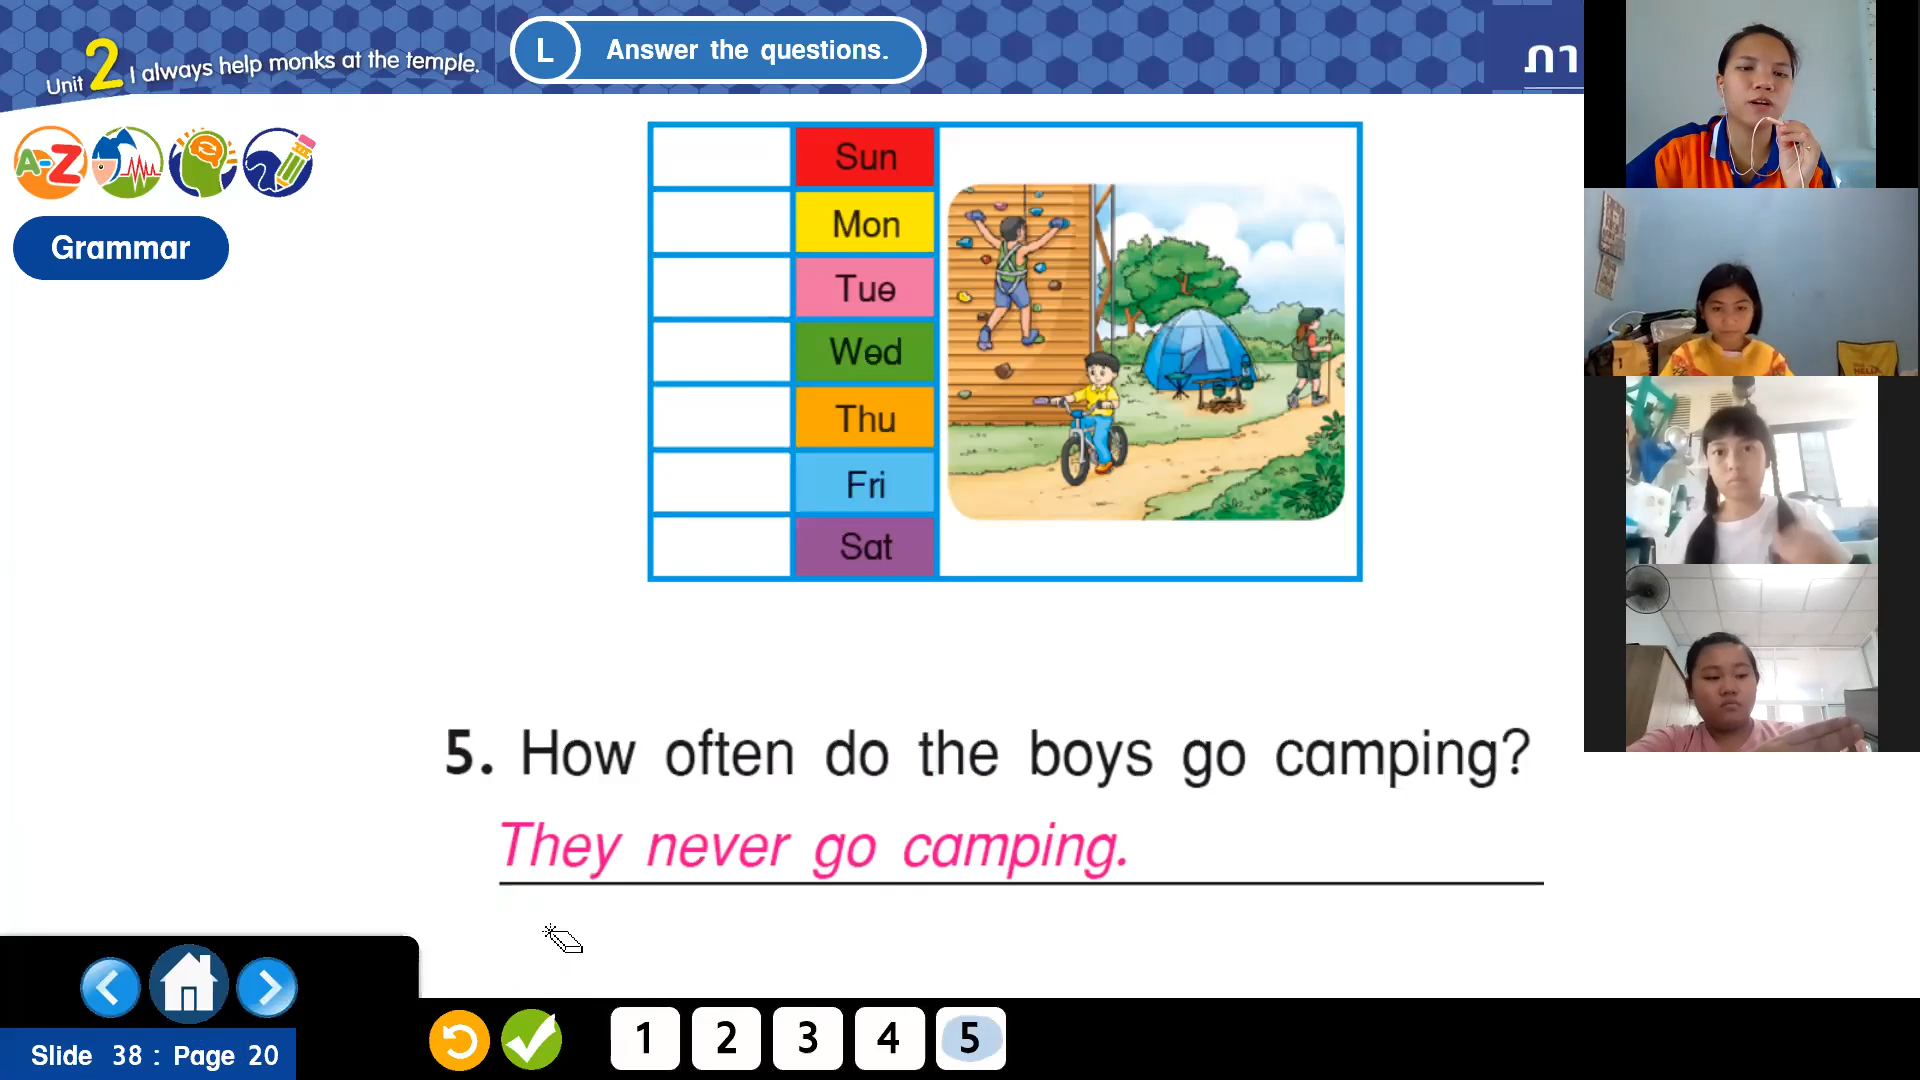 Unit 2 I always help monks at the temple.
L Answer the questions.
ภา
A-Z
Grammar
Sun
Mon
Tue
Wed
Thu
Fri
Sat
5. How often do the boys go camping?
They never go camping.
Slide 38 : Page 20
1 2 3 4 5